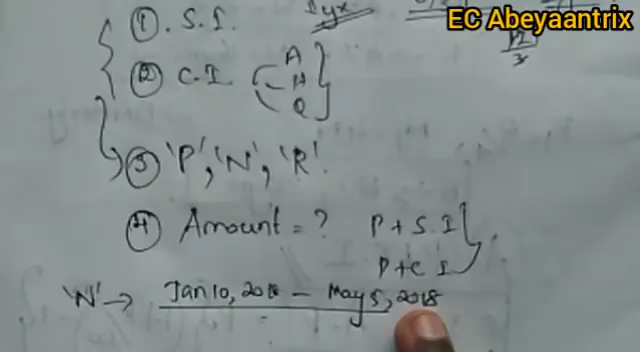 EC Abeyaantrix
① . S. I.
② C. I. A
H
Q
③ 'P', 'N', 'R'.
④ Amount = ? P + S. I
P + C I
'N' → Jan 10, 2018 - May 5, 2018